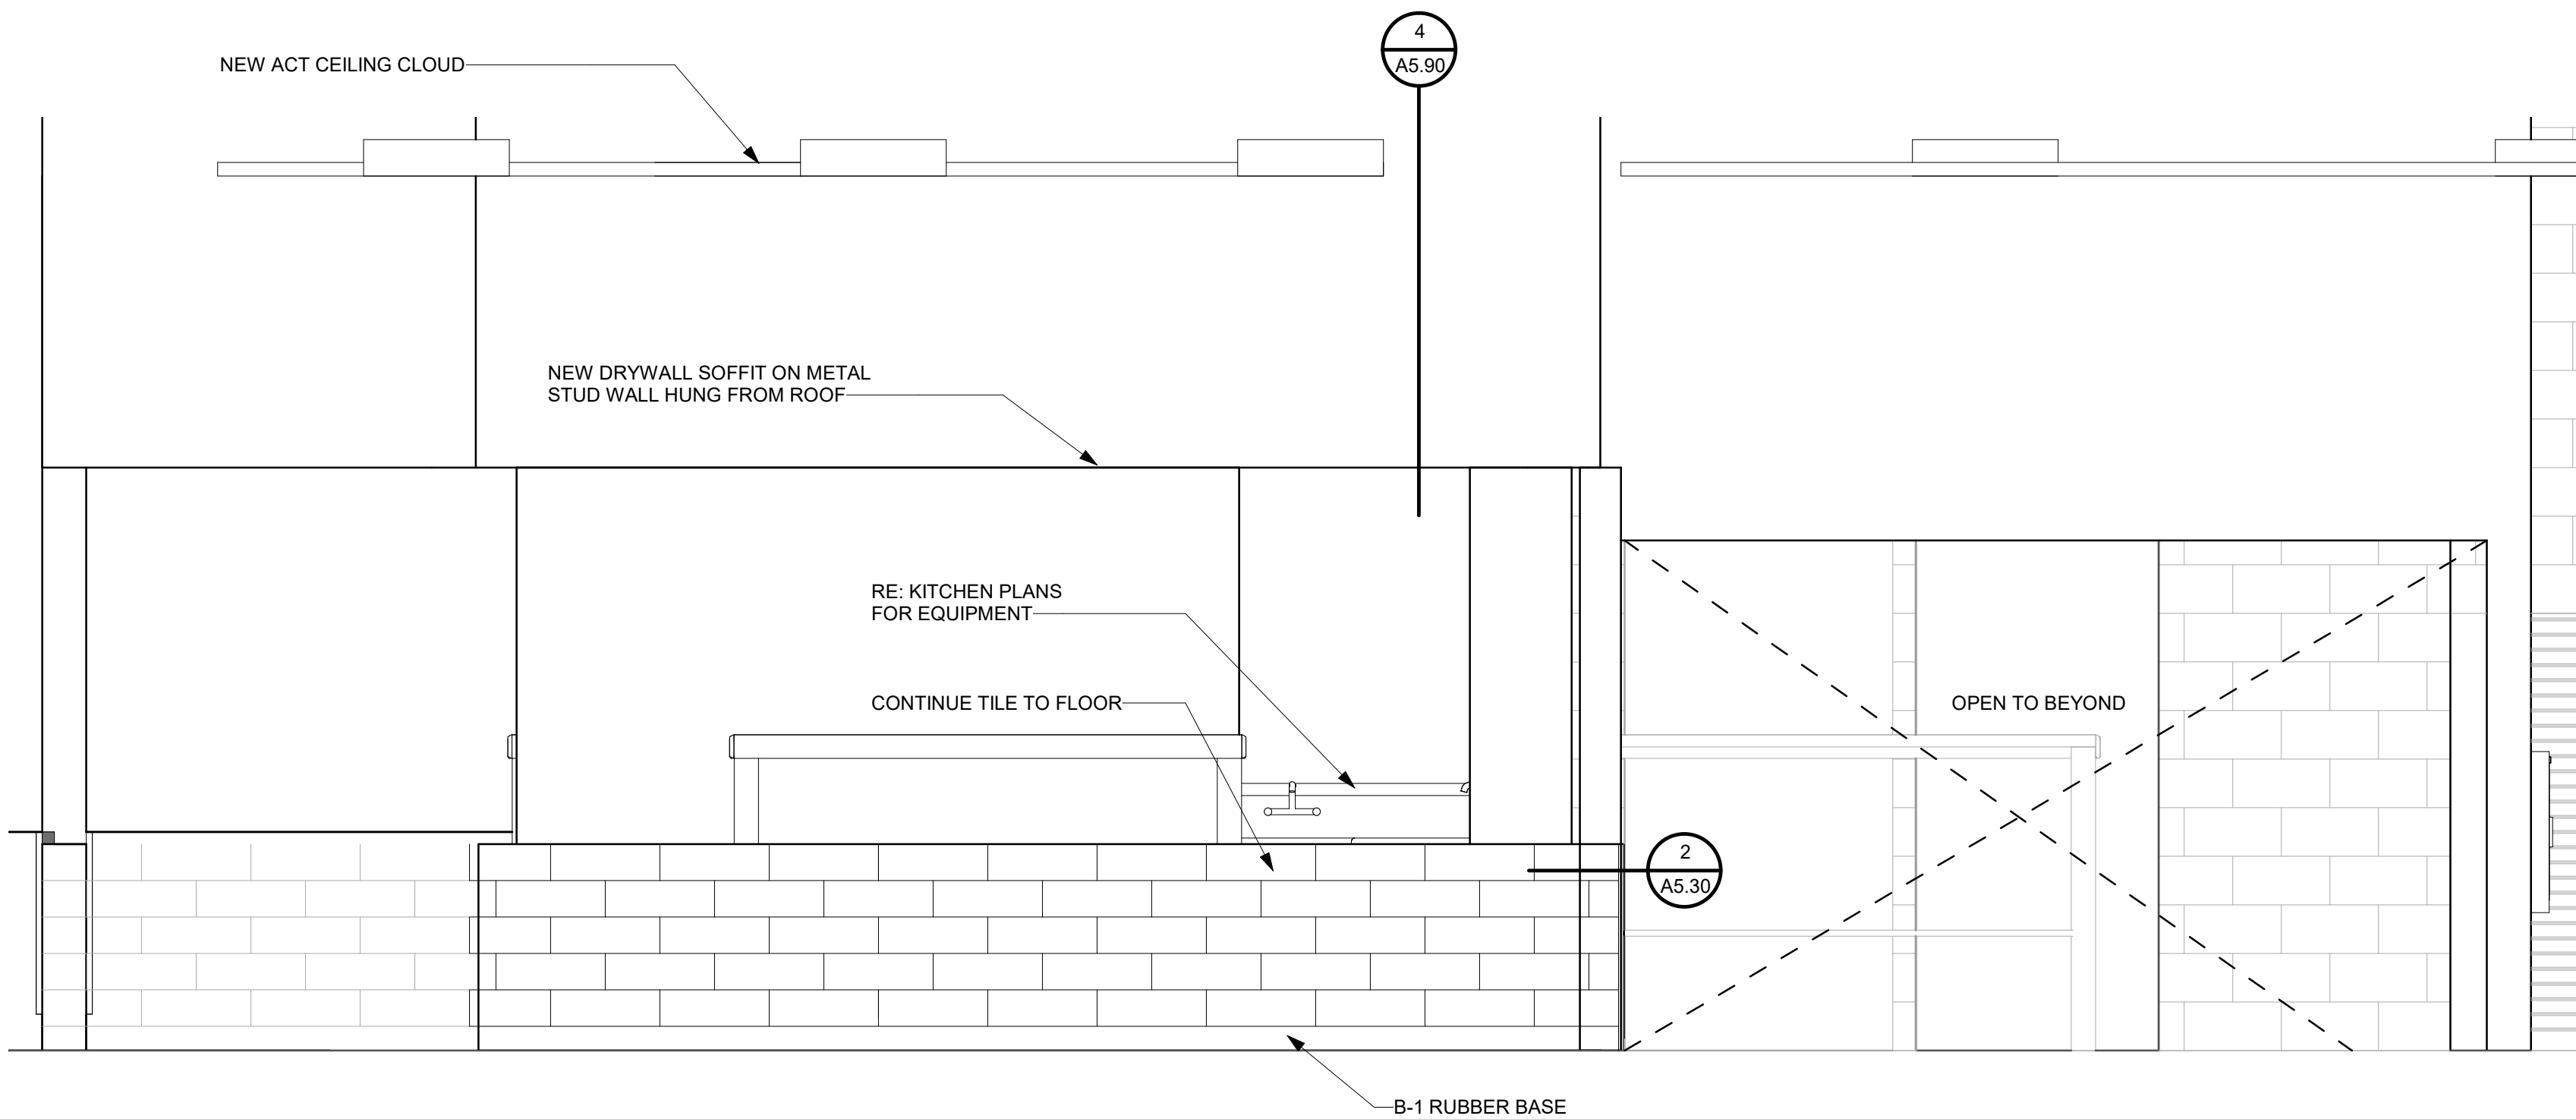 4
A5.90
NEW ACT CEILING CLOUD
NEW DRYWALL SOFFIT ON METAL
STUD WALL HUNG FROM ROOF
RE: KITCHEN PLANS
FOR EQUIPMENT
CONTINUE TILE TO FLOOR
OPEN TO BEYOND
2
A5.30
B-1 RUBBER BASE